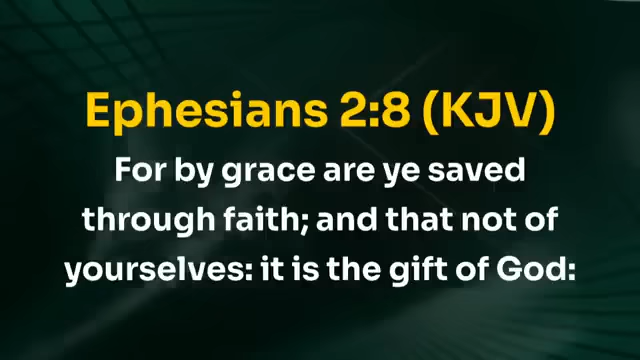 Ephesians 2:8 (KJV)
For by grace are ye saved
through faith; and that not of
yourselves: it is the gift of God: